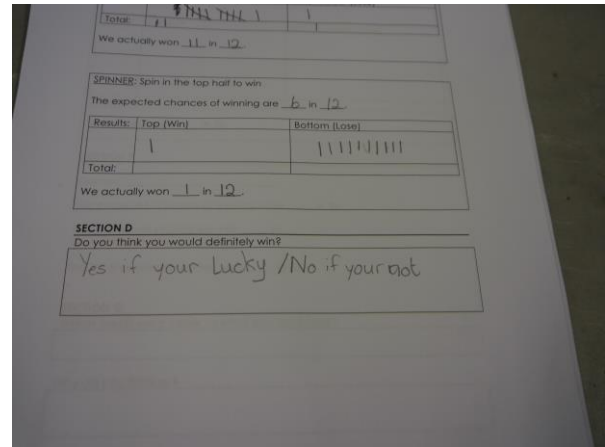 Total:
We actually won 11 in 12.
SPINNER: Spin in the top half to win
The expected chances of winning are 6 in 12
Results: Top (Win) Bottom (Lose)
Total:
We actually won 1 in 12.
SECTION D
Do you think you would definitely win?
Yes if your Lucky / No if your not